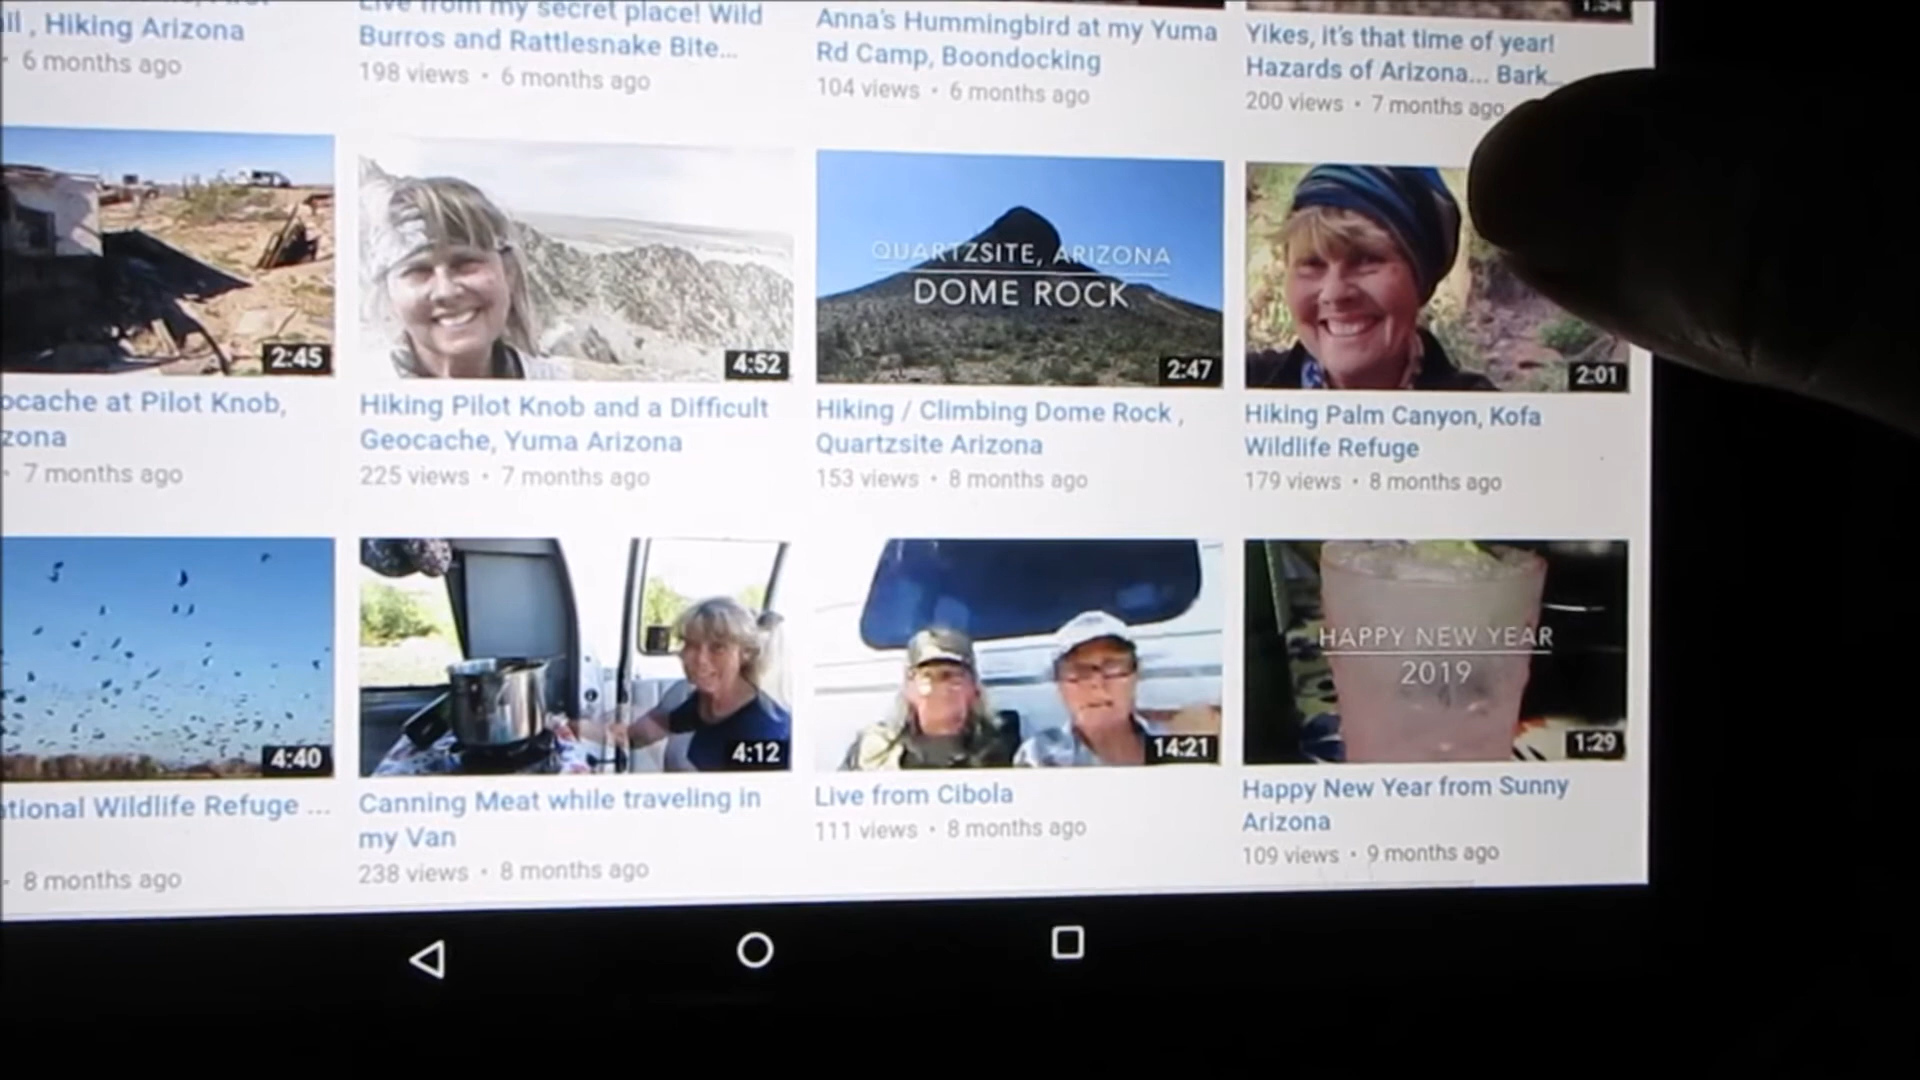 ll , Hiking Arizona
6 months ago
Live from my secret place! Wild
Burros and Rattlesnake Bite...
198 views • 6 months ago
Anna's Hummingbird at my Yuma
Rd Camp, Boondocking
104 views • 6 months ago
1:54
Yikes, it's that time of year!
Hazards of Arizona... Bark...
200 views • 7 months ago
2:45
ocache at Pilot Knob,
zona
• 7 months ago
4:52
Hiking Pilot Knob and a Difficult
Geocache, Yuma Arizona
225 views • 7 months ago
QUARTZSITE, ARIZONA
DOME ROCK
2:47
Hiking / Climbing Dome Rock ,
Quartzsite Arizona
153 views • 8 months ago
2:01
Hiking Palm Canyon, Kofa
Wildlife Refuge
179 views • 8 months ago
4:40
ational Wildlife Refuge ...
• 8 months ago
4:12
Canning Meat while traveling in
my Van
238 views • 8 months ago
14:21
Live from Cibola
111 views • 8 months ago
HAPPY NEW YEAR
2019
1:29
Happy New Year from Sunny
Arizona
109 views • 9 months ago